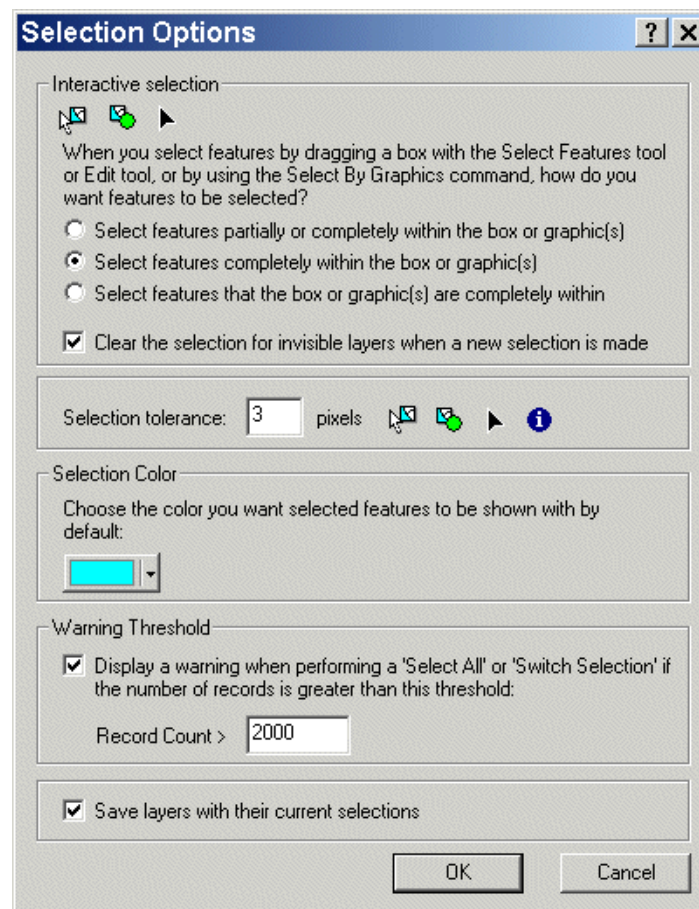 Selection Options
Interactive selection
When you select features by dragging a box with the Select Features tool
or Edit tool, or by using the Select By Graphics command, how do you
want features to be selected?
Select features partially or completely within the box or graphic(s)
Select features completely within the box or graphic(s)
Select features that the box or graphic(s) are completely within
Clear the selection for invisible layers when a new selection is made
Selection tolerance: 3 pixels
Selection Color
Choose the color you want selected features to be shown with by
default:
Warning Threshold
Display a warning when performing a 'Select All' or 'Switch Selection' if
the number of records is greater than this threshold:
Record Count > 2000
Save layers with their current selections
OK Cancel